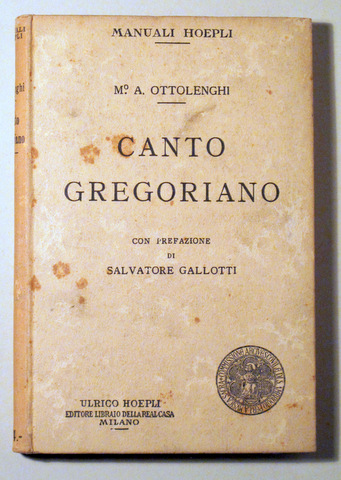 MANUALI HOEPLI
Mº A. OTTOLENGHI
CANTO
GREGORIANO
CON PREFAZIONE
DI
SALVATORE GALLOTTI
ULRICO HOEPLI
EDITORE LIBRAIO DELLA REAL CASA
MILANO